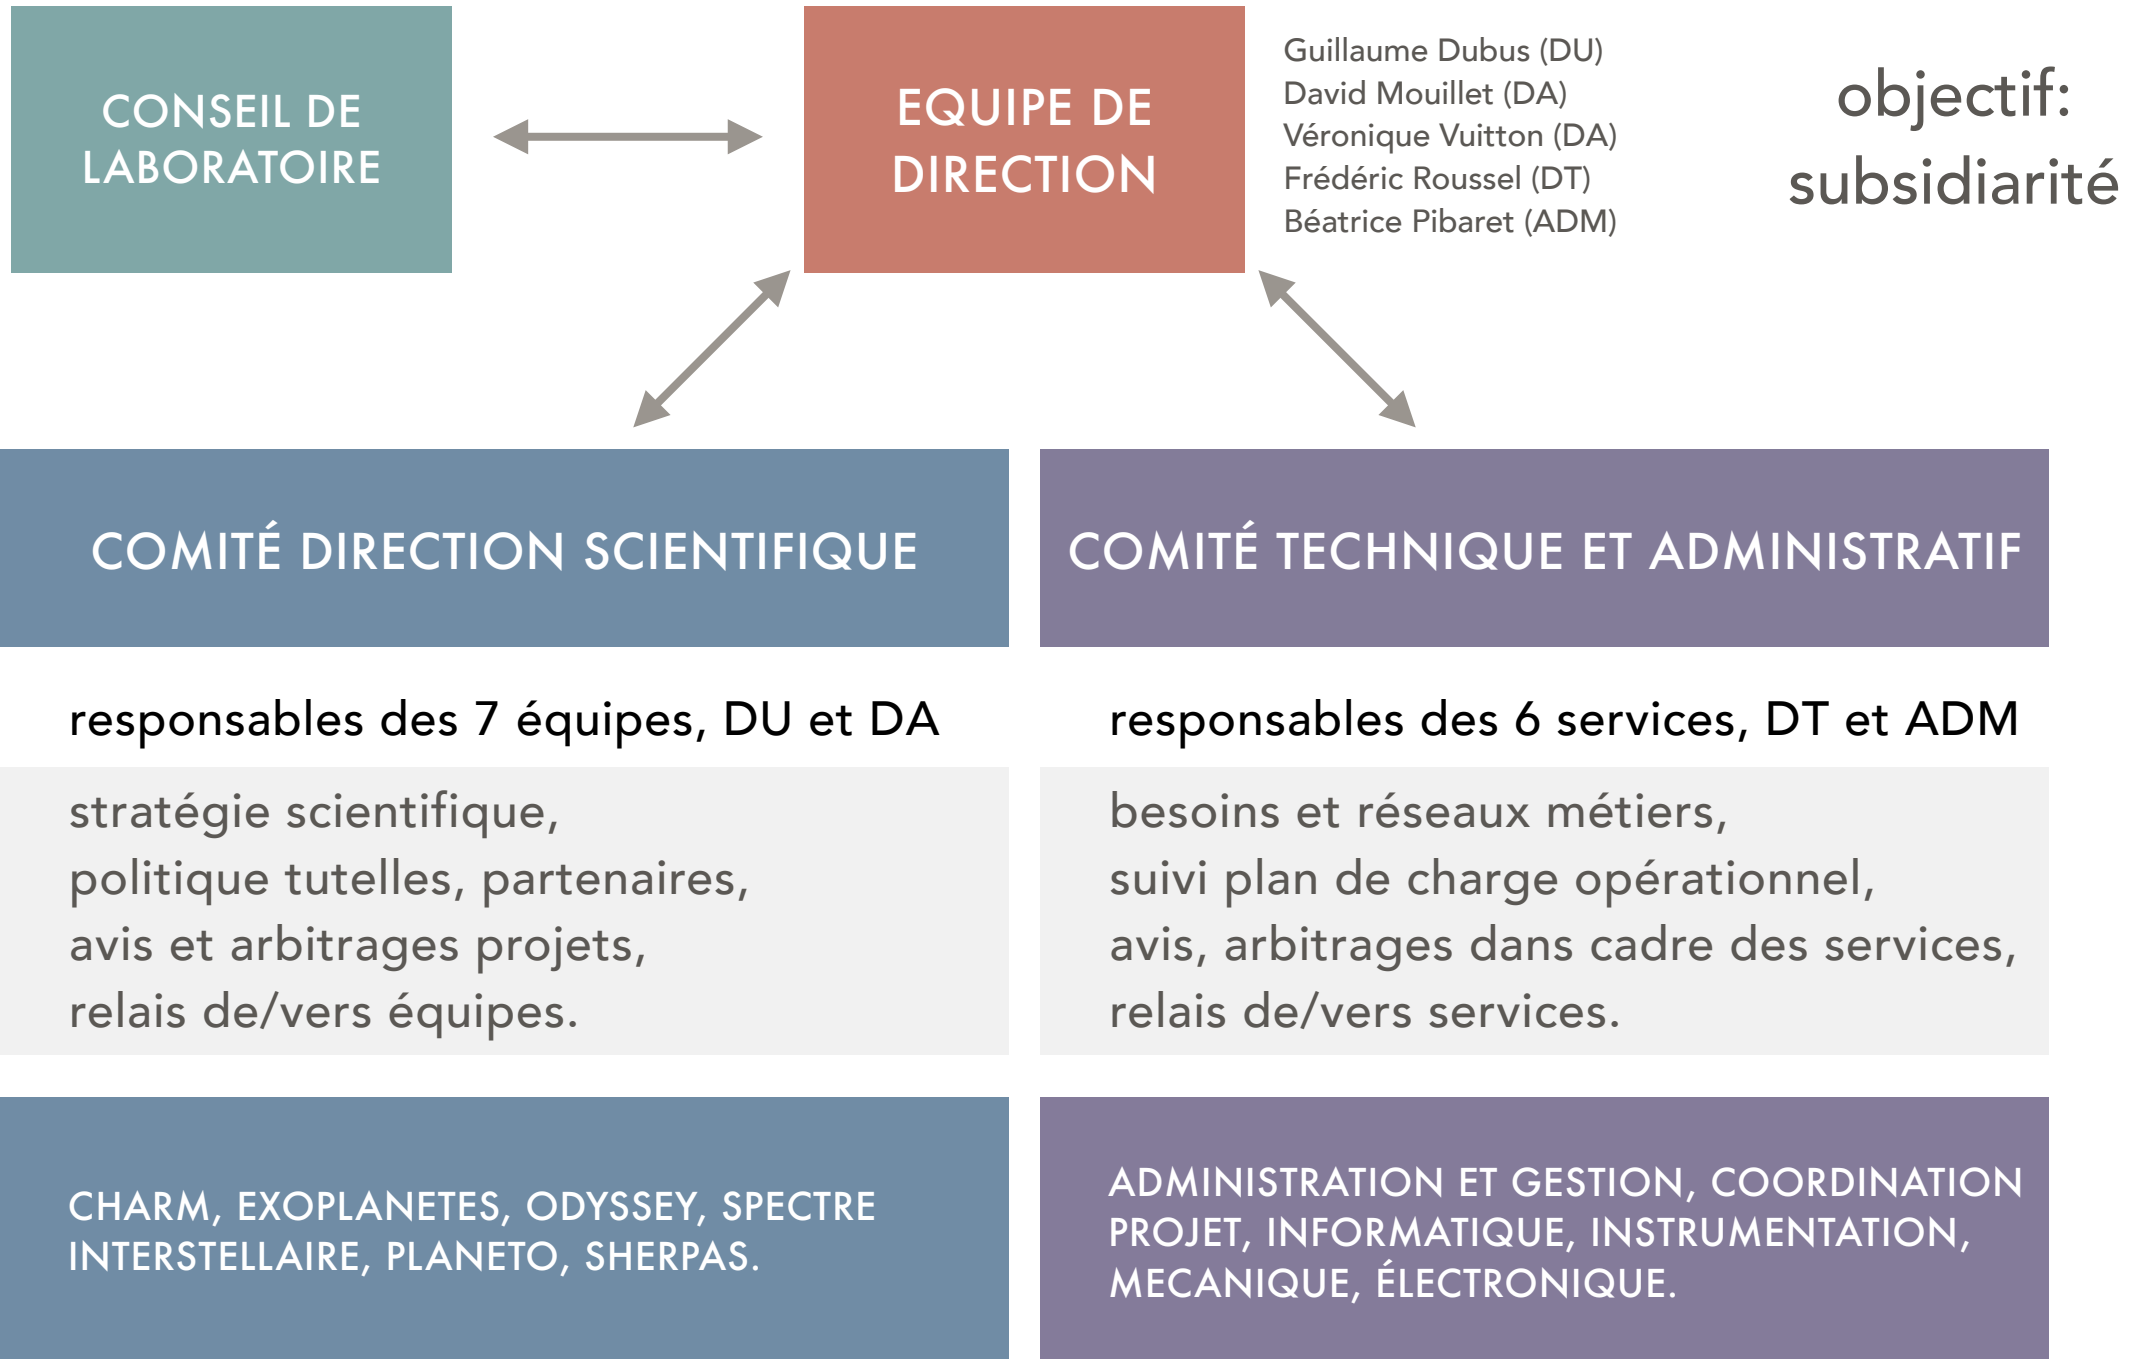 CONSEIL DE
LABORATOIRE
EQUIPE DE
DIRECTION
Guillaume Dubus (DU)
David Mouillet (DA)
Véronique Vuitton (DA)
Frédéric Roussel (DT)
Béatrice Pibaret (ADM)
objectif:
subsidiarité
COMITÉ DIRECTION SCIENTIFIQUE
responsables des 7 équipes, DU et DA
stratégie scientifique,
politique tutelles, partenaires,
avis et arbitrages projets,
relais de/vers équipes.
CHARM, EXOPLANETES, ODYSSEY, SPECTRE
INTERSTELLAIRE, PLANETO, SHERPAS.
COMITÉ TECHNIQUE ET ADMINISTRATIF
responsables des 6 services, DT et ADM
besoins et réseaux métiers,
suivi plan de charge opérationnel,
avis, arbitrages dans cadre des services,
relais de/vers services.
ADMINISTRATION ET GESTION, COORDINATION
PROJET, INFORMATIQUE, INSTRUMENTATION,
MECANIQUE, ÉLECTRONIQUE.